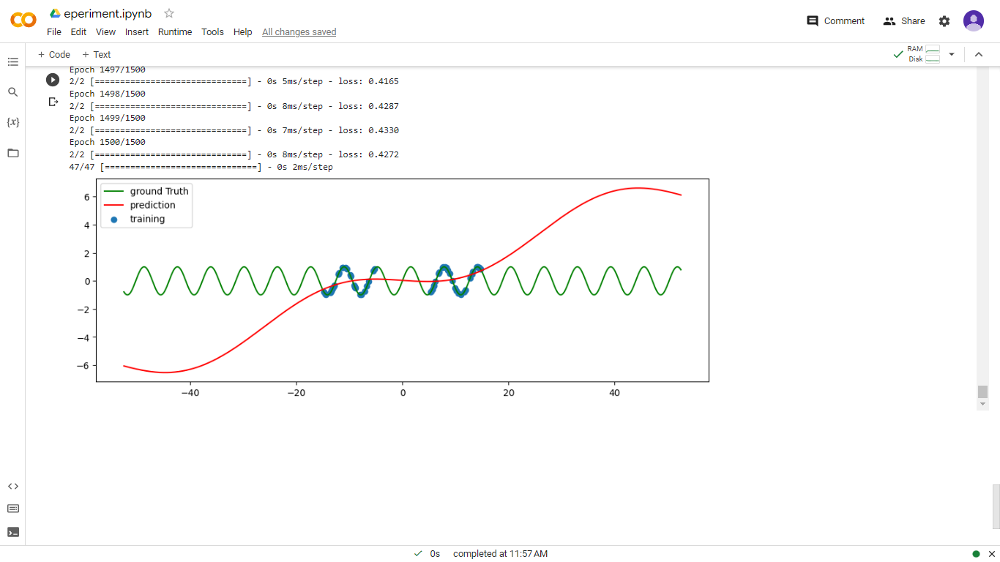 eperiment.ipynb
Comment
Share
File Edit View Insert Runtime Tools Help All changes saved
+ Code + Text
RAM
Disk
Epoch 1497/1500
2/2 [==============================] - 0s 5ms/step - loss: 0.4165
Epoch 1498/1500
2/2 [==============================] - 0s 8ms/step - loss: 0.4287
Epoch 1499/1500
2/2 [==============================] - 0s 7ms/step - loss: 0.4330
Epoch 1500/1500
2/2 [==============================] - 0s 8ms/step - loss: 0.4272
47/47 [==============================] - 0s 2ms/step
{x}
ground Truth
prediction
training
6
4
2
0
−2
−4
−6
−40 −20 0 20 40
0s completed at 11:57 AM